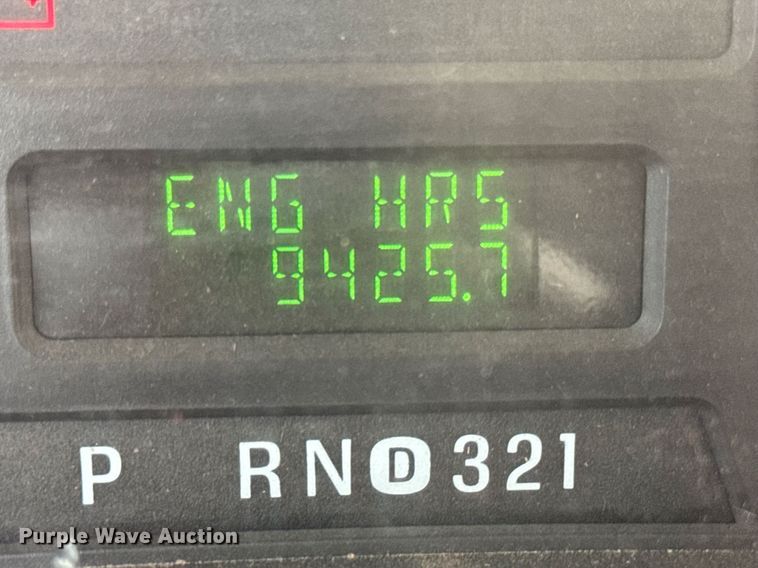 ENG HRS
9425.7
P RND321
Purple Wave Auction